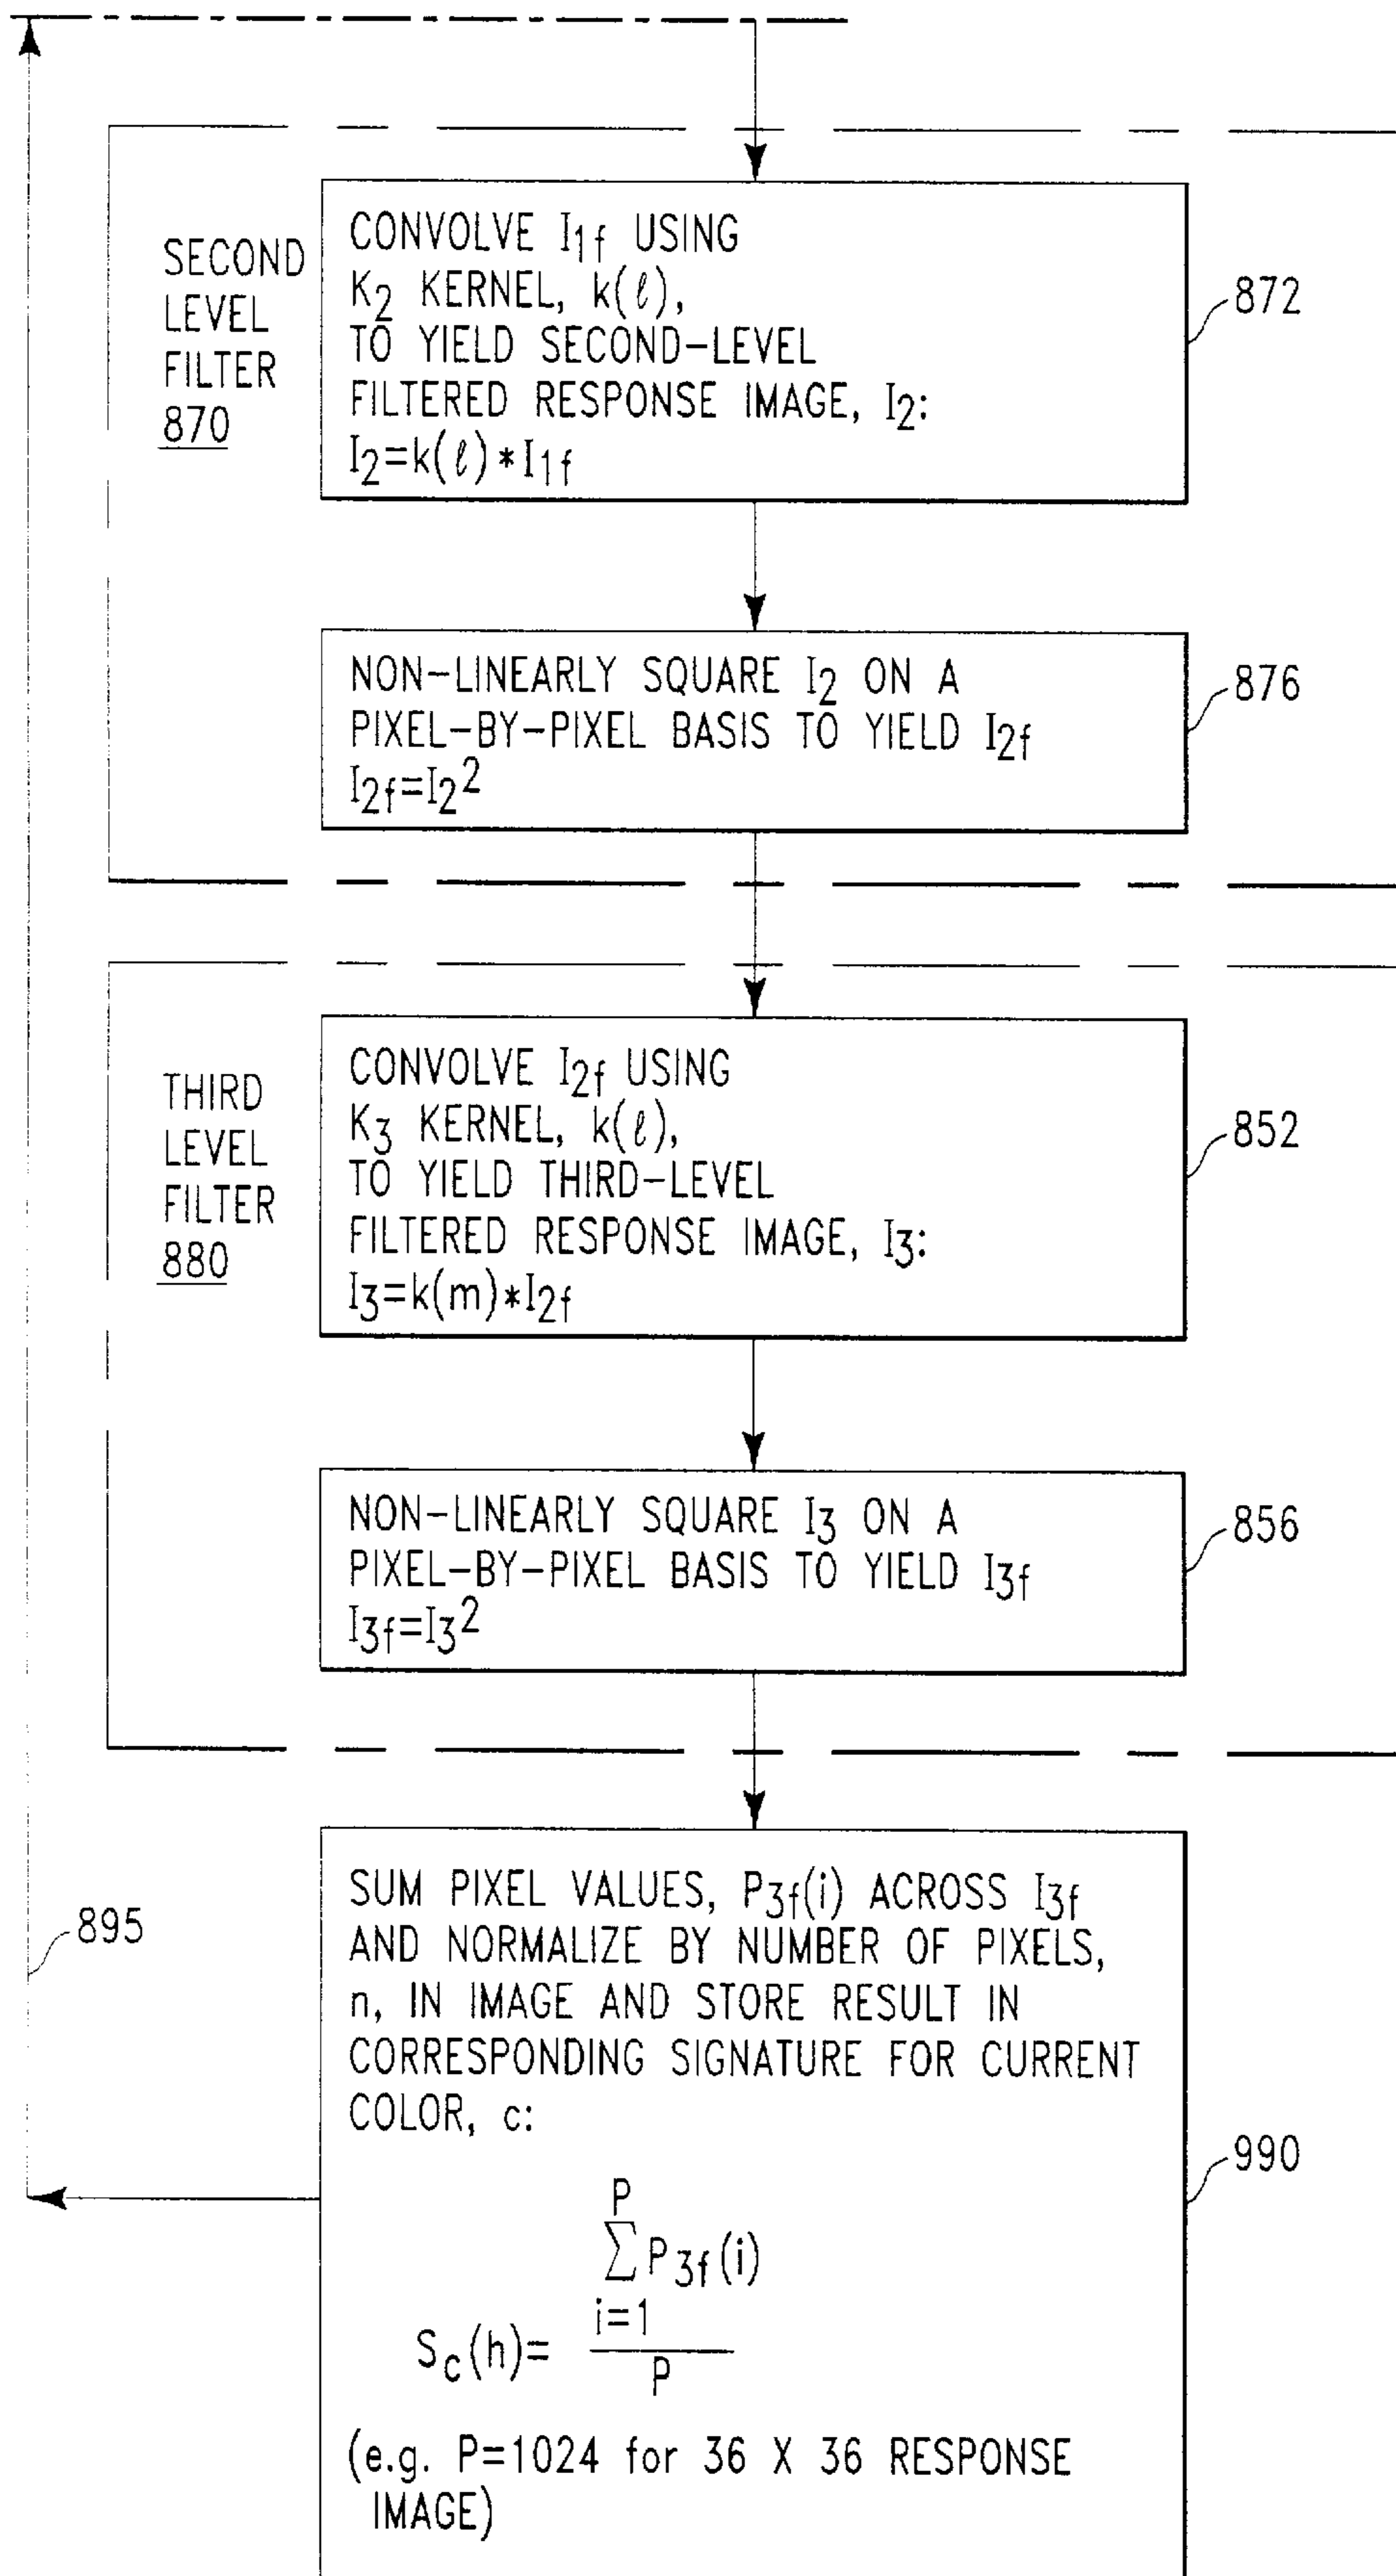 SECOND
LEVEL
FILTER
870
CONVOLVE I1f USING
K2 KERNEL, k(ℓ),
TO YIELD SECOND-LEVEL
FILTERED RESPONSE IMAGE, I2:
I2=k(ℓ)*I1f
872
NON-LINEARLY SQUARE I2 ON A
PIXEL-BY-PIXEL BASIS TO YIELD I2f
I2f=I2²
876
THIRD
LEVEL
FILTER
880
CONVOLVE I2f USING
K3 KERNEL, k(ℓ),
TO YIELD THIRD-LEVEL
FILTERED RESPONSE IMAGE, I3:
I3=k(m)*I2f
852
NON-LINEARLY SQUARE I3 ON A
PIXEL-BY-PIXEL BASIS TO YIELD I3f
I3f=I3²
856
895
SUM PIXEL VALUES, P3f(i) ACROSS I3f
AND NORMALIZE BY NUMBER OF PIXELS,
n, IN IMAGE AND STORE RESULT IN
CORRESPONDING SIGNATURE FOR CURRENT
COLOR, c:
990
P
Σ P3f(i)
i=1
Sc(h)=
P
(e.g. P=1024 for 36 X 36 RESPONSE
IMAGE)